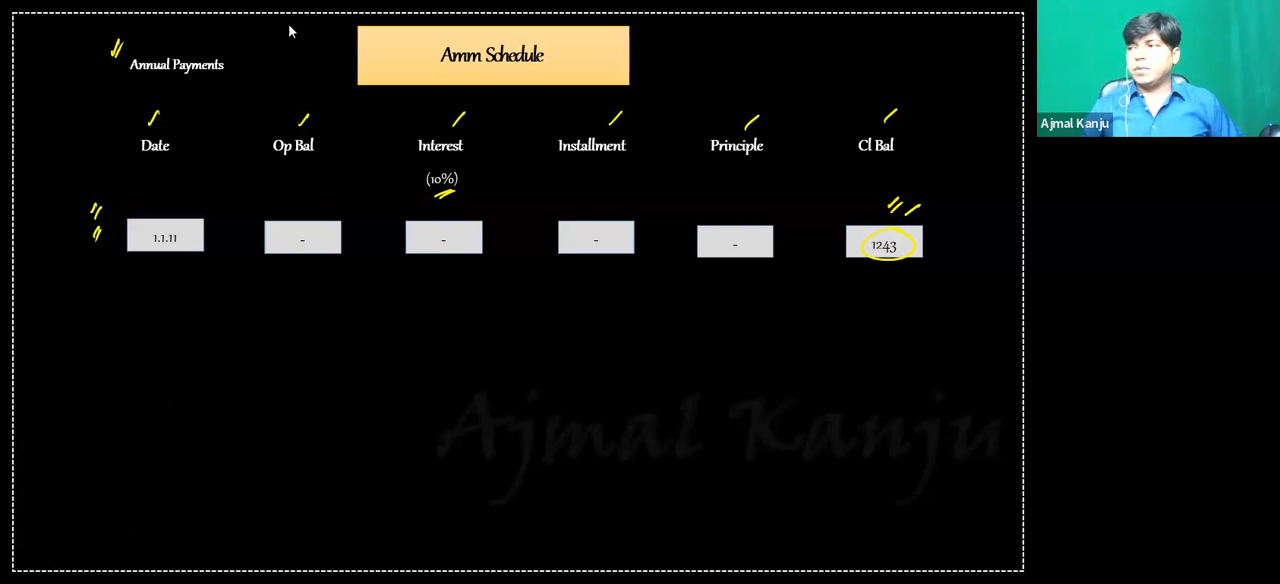 Amm Schedule
Annual Payments
Date Op Bal Interest Installment Principle Cl Bal
(10%)
1.1.11 - - - - 1243
Ajmal Kanju
Ajmal Kanju